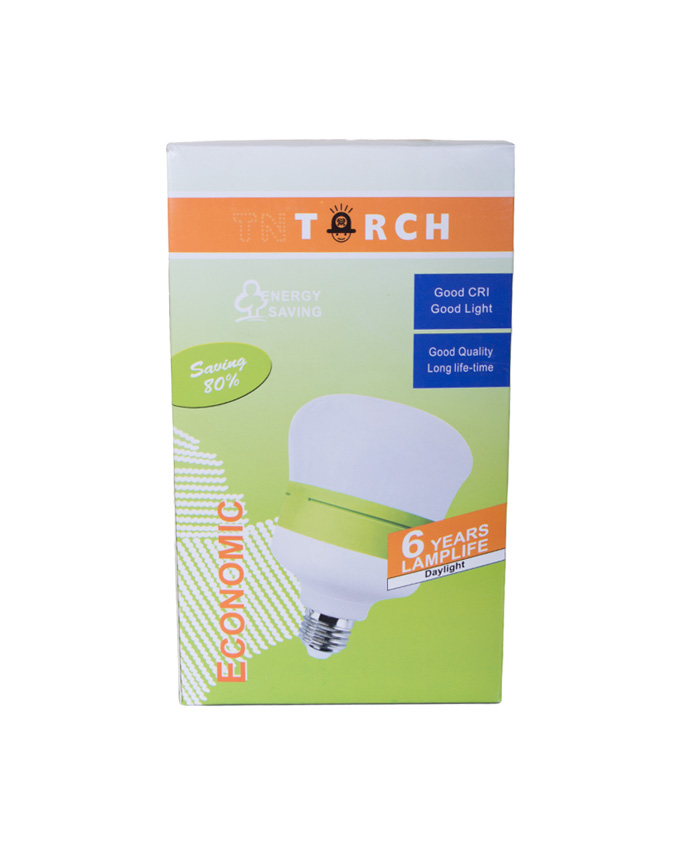 TNTORCH
ENERGY
SAVING
Good CRI
Good Light
Good Quality
Long life-time
Saving
80%
ECONOMIC
6 YEARS
LAMPLIFE
Daylight